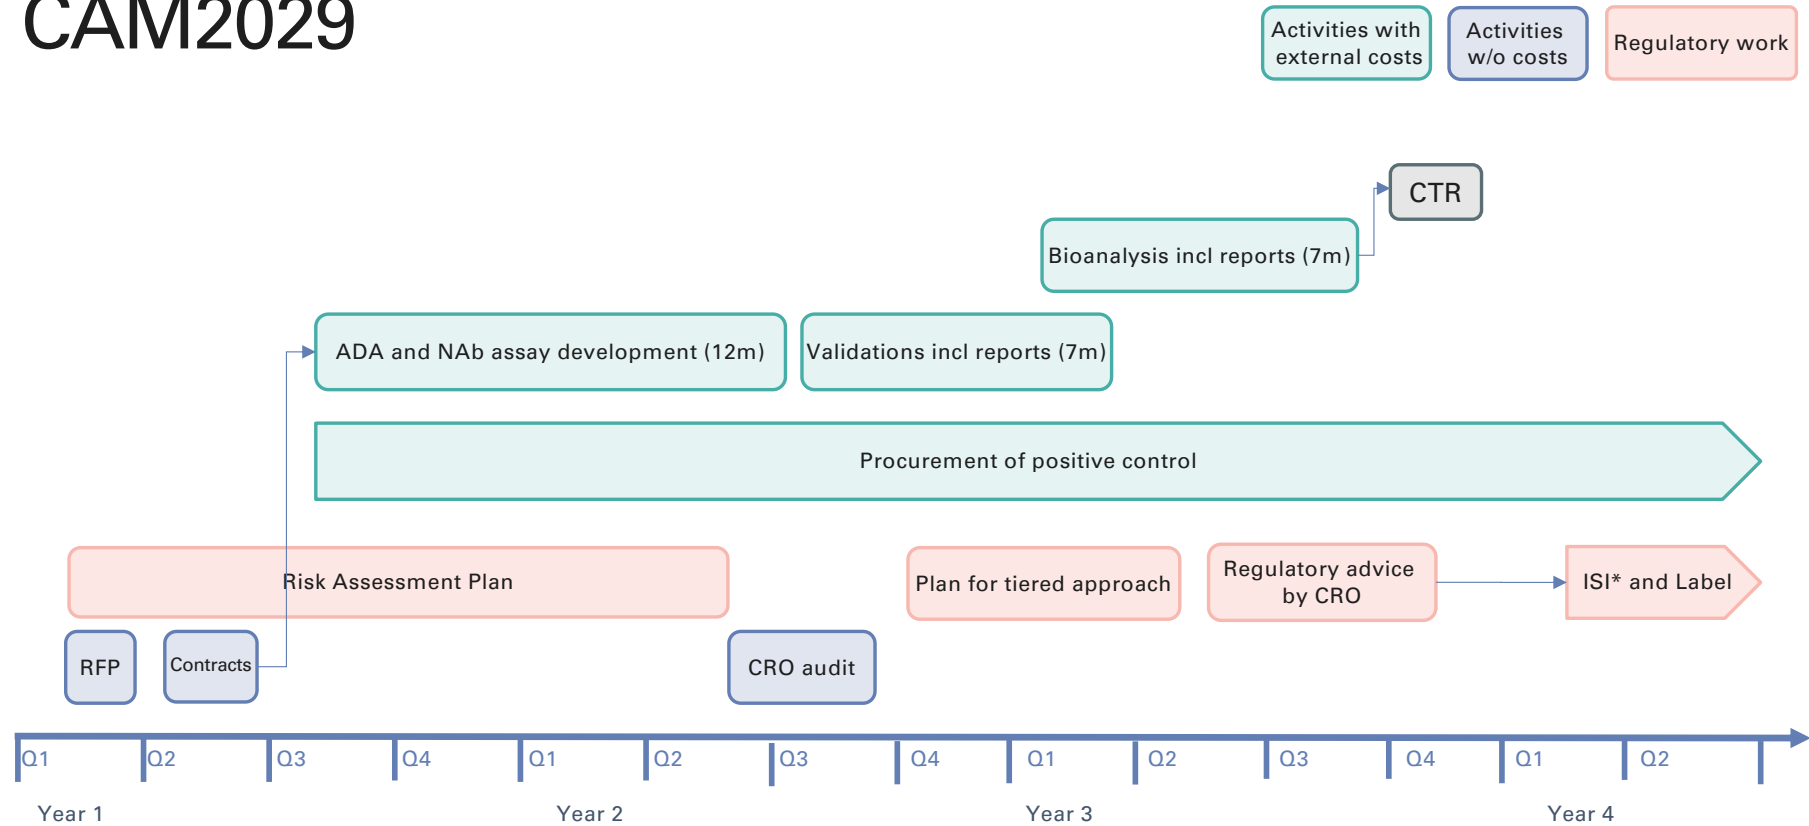 CAM2029
Activities with
external costs
Activities
w/o costs
Regulatory work
CTR
Bioanalysis incl reports (7m)
ADA and NAb assay development (12m)
Validations incl reports (7m)
Procurement of positive control
Risk Assessment Plan
Plan for tiered approach
Regulatory advice
by CRO
ISI* and Label
RFP
Contracts
CRO audit
Q1 Q2 Q3 Q4 Q1 Q2 Q3 Q4 Q1 Q2 Q3 Q4 Q1 Q2
Year 1 Year 2 Year 3 Year 4